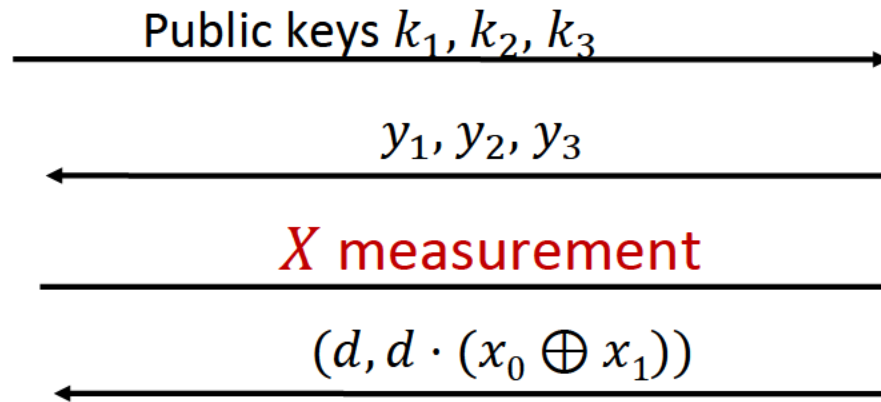 Public keys k₁, k₂, k₃
y₁, y₂, y₃
X measurement
(d, d · (x₀ ⊕ x₁))